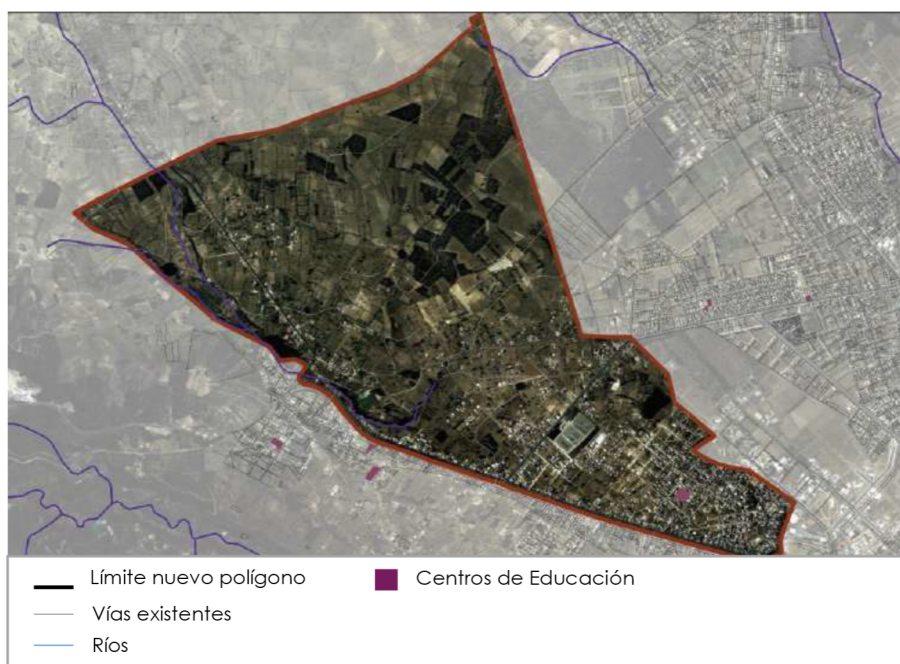 Límite nuevo polígono
Centros de Educación
Vías existentes
Ríos